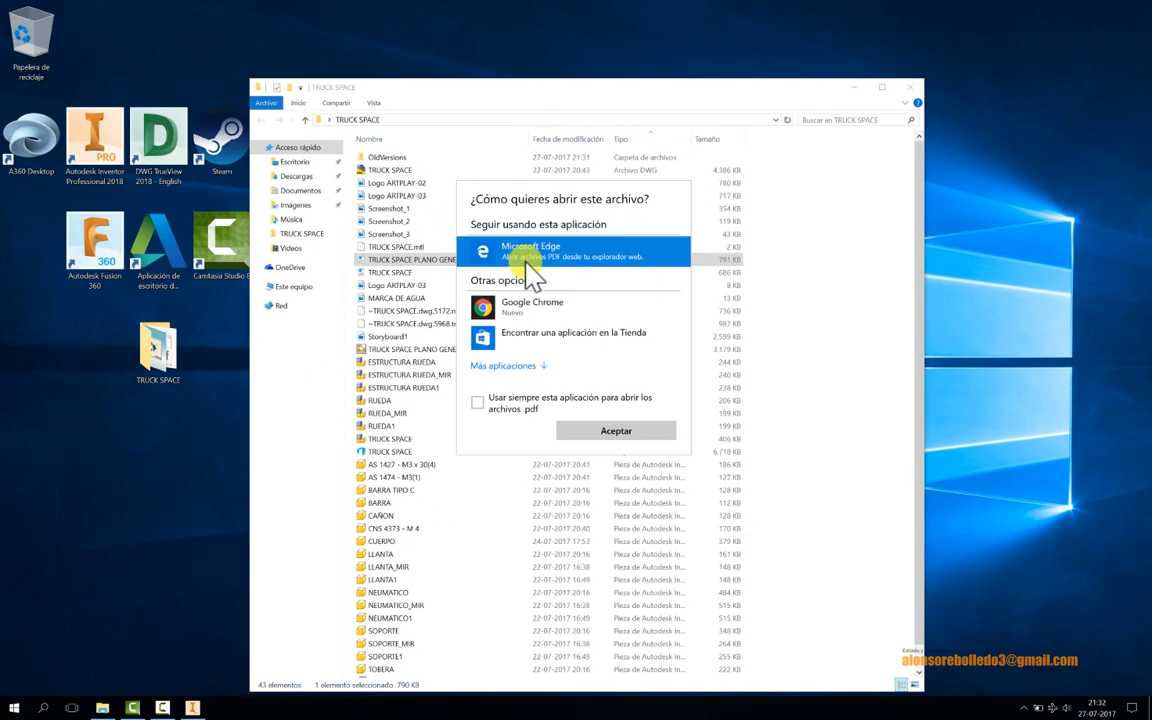 Papelera de
reciclaje
A360 Desktop
Autodesk Inventor
Professional 2018
DWG TrueView
2018 - English
Steam
Autodesk Fusion
360
Aplicación de
escritorio d...
Camtasia Studio
TRUCK SPACE
TRUCK SPACE
Archivo
Inicio
Compartir
Vista
TRUCK SPACE
Buscar en TRUCK SPACE
Acceso rápido
Escritorio
Descargas
Documentos
Imágenes
Música
TRUCK SPACE
Vídeos
OneDrive
Este equipo
Red
Nombre Fecha de modificación Tipo Tamaño
OldVersions 27-07-2017 21:31 Carpeta de archivos
TRUCK SPACE 22-07-2017 20:43 Archivo DWG 4.386 KB
Logo ARTPLAY-02 780 KB
Logo ARTPLAY-03 717 KB
Screenshot_1 34 KB
Screenshot_2 119 KB
Screenshot_3 43 KB
TRUCK SPACE.mtl 2 KB
TRUCK SPACE PLANO GENE 791 KB
TRUCK SPACE 686 KB
Logo ARTPLAY-03 8 KB
MARCA DE AGUA 13 KB
~TRUCK SPACE.dwg.5172.n 736 KB
~TRUCK SPACE.dwg.5968.t 987 KB
Storyboard1 2.599 KB
TRUCK SPACE PLANO GENE 3.179 KB
ESTRUCTURA RUEDA 244 KB
ESTRUCTURA RUEDA_MIR 240 KB
ESTRUCTURA RUEDA1 238 KB
RUEDA 206 KB
RUEDA_MIR 199 KB
RUEDA1 199 KB
TRUCK SPACE 406 KB
TRUCK SPACE 6.718 KB
AS 1427 - M3 x 30(4) 22-07-2017 20:41 Pieza de Autodesk In... 186 KB
AS 1474 - M3(1) 22-07-2017 20:41 Pieza de Autodesk In... 127 KB
BARRA TIPO C 22-07-2017 20:16 Pieza de Autodesk In... 128 KB
BARRA 22-07-2017 20:16 Pieza de Autodesk In... 112 KB
CAÑON 22-07-2017 20:16 Pieza de Autodesk In... 128 KB
CNS 4373 - M 4 22-07-2017 20:40 Pieza de Autodesk In... 170 KB
CUERPO 24-07-2017 17:53 Pieza de Autodesk In... 379 KB
LLANTA 22-07-2017 20:16 Pieza de Autodesk In... 148 KB
LLANTA_MIR 22-07-2017 16:38 Pieza de Autodesk In... 148 KB
LLANTA1 22-07-2017 16:49 Pieza de Autodesk In... 148 KB
NEUMATICO 22-07-2017 20:16 Pieza de Autodesk In... 484 KB
NEUMATICO_MIR 22-07-2017 16:38 Pieza de Autodesk In... 515 KB
NEUMATICO1 22-07-2017 16:49 Pieza de Autodesk In... 515 KB
SOPORTE 22-07-2017 20:16 Pieza de Autodesk In... 348 KB
SOPORTE_MIR 22-07-2017 16:38 Pieza de Autodesk In... 264 KB
SOPORTE1 22-07-2017 16:49 Pieza de Autodesk In... 255 KB
TOBERA 22-07-2017 20:16 Pieza de Autodesk In... 222 KB
¿Cómo quieres abrir este archivo?
Seguir usando esta aplicación
Microsoft Edge
Abrir archivos PDF desde tu explorador web.
Otras opcio
Google Chrome
Nuevo
Encontrar una aplicación en la Tienda
Más aplicaciones
Usar siempre esta aplicación para abrir los
archivos .pdf
Aceptar
43 elementos 1 elemento seleccionado 790 KB
alonsorebolledo3@gmail.com
21:32
27-07-2017